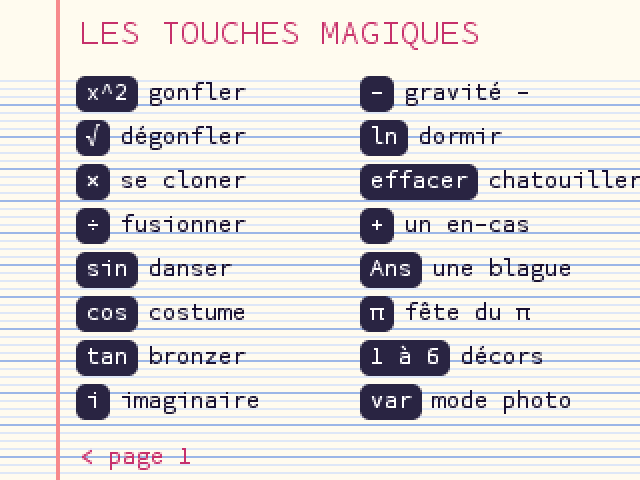 LES TOUCHES MAGIQUES
x^2 gonfler
√ dégonfler
× se cloner
÷ fusionner
sin danser
cos costume
tan bronzer
i imaginaire
- gravité -
ln dormir
effacer chatouiller
+ un en-cas
Ans une blague
π fête du π
1 à 6 décors
var mode photo
< page 1